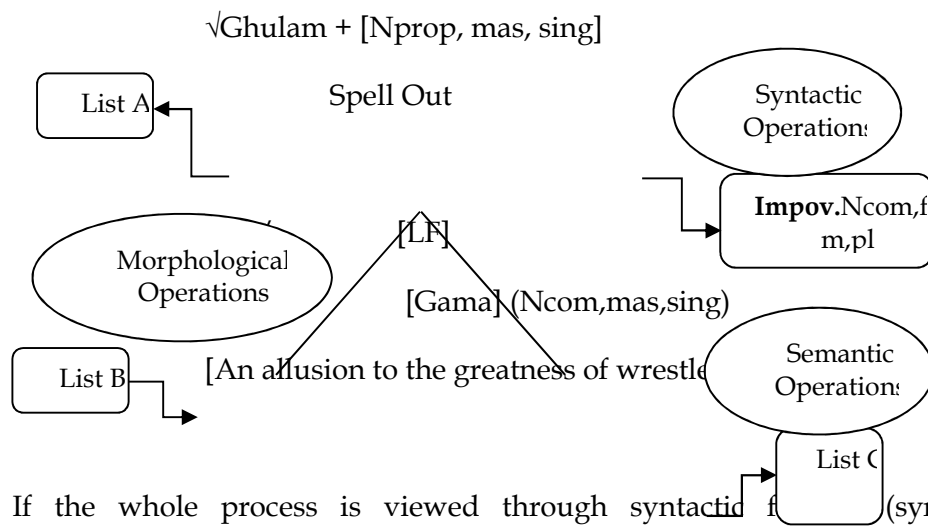 √Ghulam + [Nprop, mas, sing]
List A
Spell Out
Syntactic
Operations
Impov.Ncom,f
m,pl
[LF]
Morphological
Operations
[Gama] (Ncom,mas,sing)
List B
[An allusion to the greatness of wrestle
Semantic
Operations
List C
If the whole process is viewed through syntactic f (syn